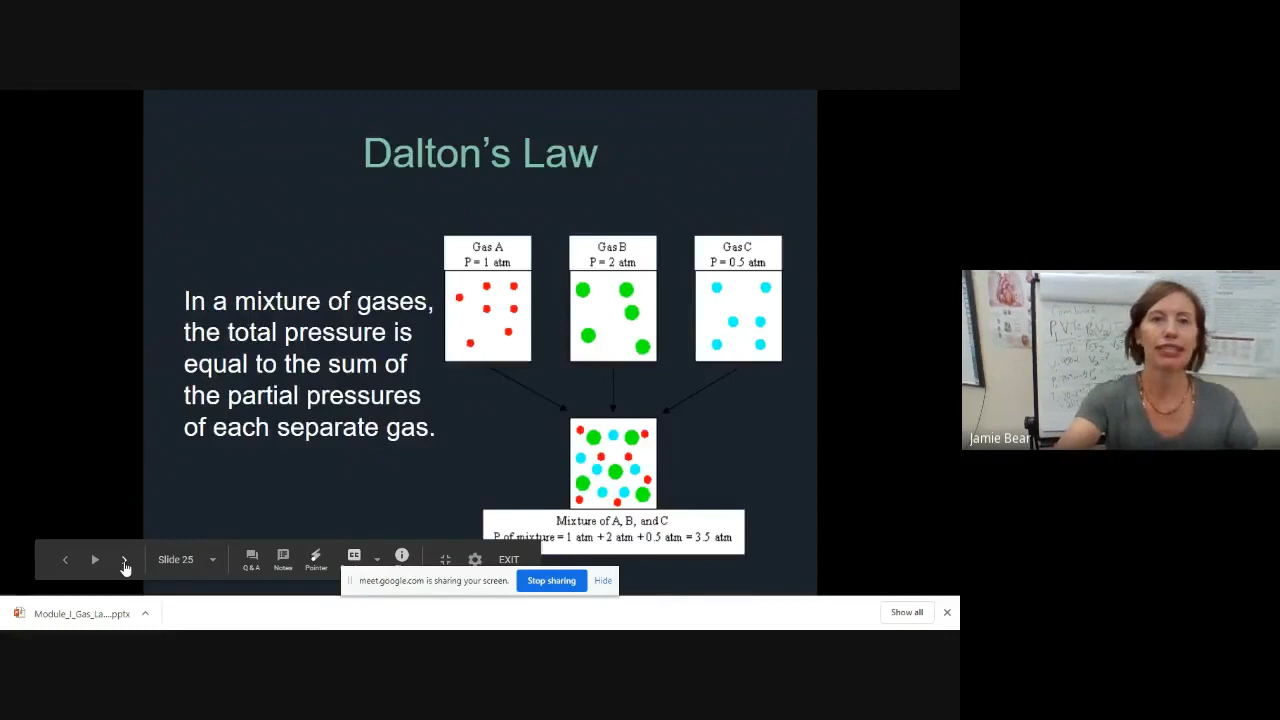 Dalton's Law
In a mixture of gases,
the total pressure is
equal to the sum of
the partial pressures
of each separate gas.
Gas A
P = 1 atm
Gas B
P = 2 atm
Gas C
P = 0.5 atm
Mixture of A, B, and C
P of mixture = 1 atm + 2 atm + 0.5 atm = 3.5 atm
Slide 25
Q & A
Notes
Pointer
CC
EXIT
meet.google.com is sharing your screen.
Stop sharing
Hide
Module_I_Gas_La....pptx
Show all
Jamie Bear